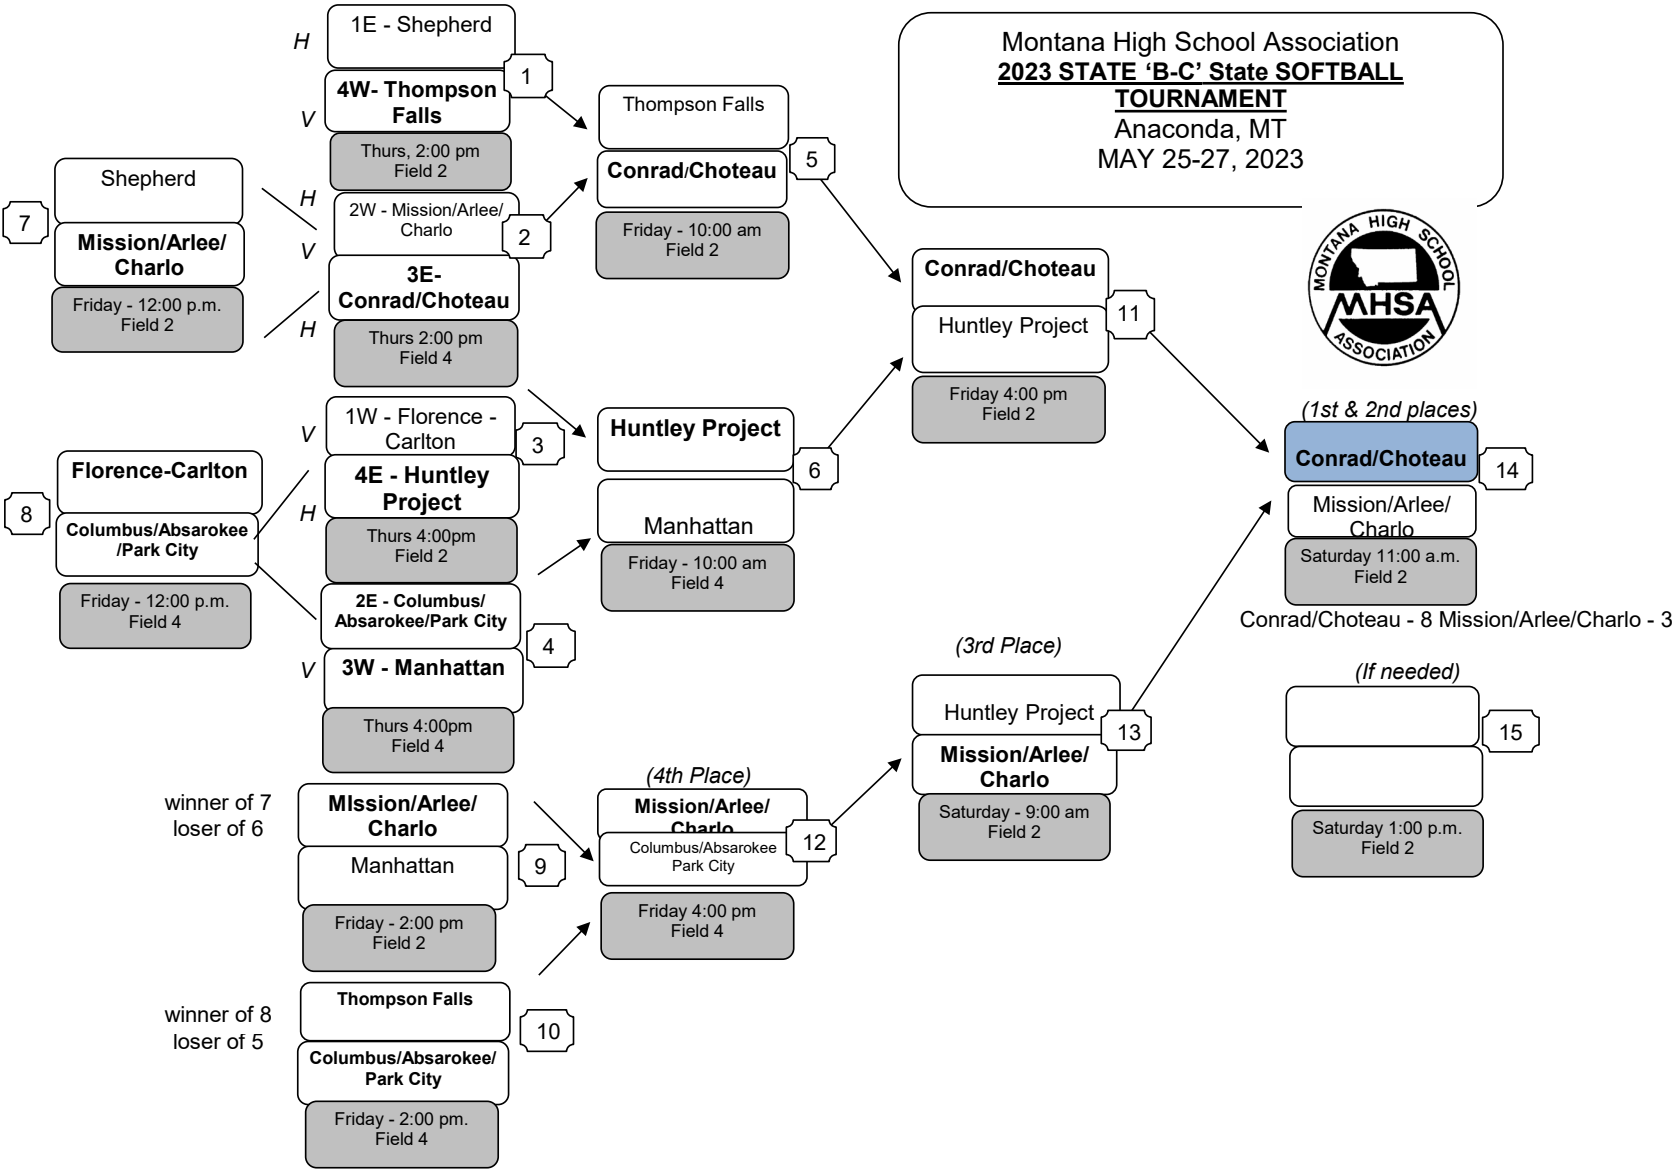 Montana High School Association
2023 STATE ‘B-C’ State SOFTBALL
TOURNAMENT
Anaconda, MT
MAY 25-27, 2023
MONTANA HIGH SCHOOL
MHSA
ASSOCIATION
H
1E - Shepherd
1
V
4W- Thompson
Falls
Thurs, 2:00 pm
Field 2
H
2W - Mission/Arlee/
Charlo
2
V
3E-
Conrad/Choteau
H
Thurs 2:00 pm
Field 4
Shepherd
7
Mission/Arlee/
Charlo
Friday - 12:00 p.m.
Field 2
V
1W - Florence -
Carlton
3
4E - Huntley
Project
H
Thurs 4:00pm
Field 2
2E - Columbus/
Absarokee/Park City
4
V
3W - Manhattan
Thurs 4:00pm
Field 4
Florence-Carlton
8
Columbus/Absarokee
/Park City
Friday - 12:00 p.m.
Field 4
Thompson Falls
5
Conrad/Choteau
Friday - 10:00 am
Field 2
Huntley Project
6
Manhattan
Friday - 10:00 am
Field 4
Conrad/Choteau
11
Huntley Project
Friday 4:00 pm
Field 2
(1st & 2nd places)
Conrad/Choteau
14
Mission/Arlee/
Charlo
Saturday 11:00 a.m.
Field 2
Conrad/Choteau - 8 Mission/Arlee/Charlo - 3
(If needed)
15
Saturday 1:00 p.m.
Field 2
(3rd Place)
Huntley Project
13
Mission/Arlee/
Charlo
Saturday - 9:00 am
Field 2
winner of 7
loser of 6
MIssion/Arlee/
Charlo
9
Manhattan
Friday - 2:00 pm
Field 2
(4th Place)
Mission/Arlee/
Charlo
12
Columbus/Absarokee
Park City
Friday 4:00 pm
Field 4
winner of 8
loser of 5
Thompson Falls
10
Columbus/Absarokee/
Park City
Friday - 2:00 pm.
Field 4